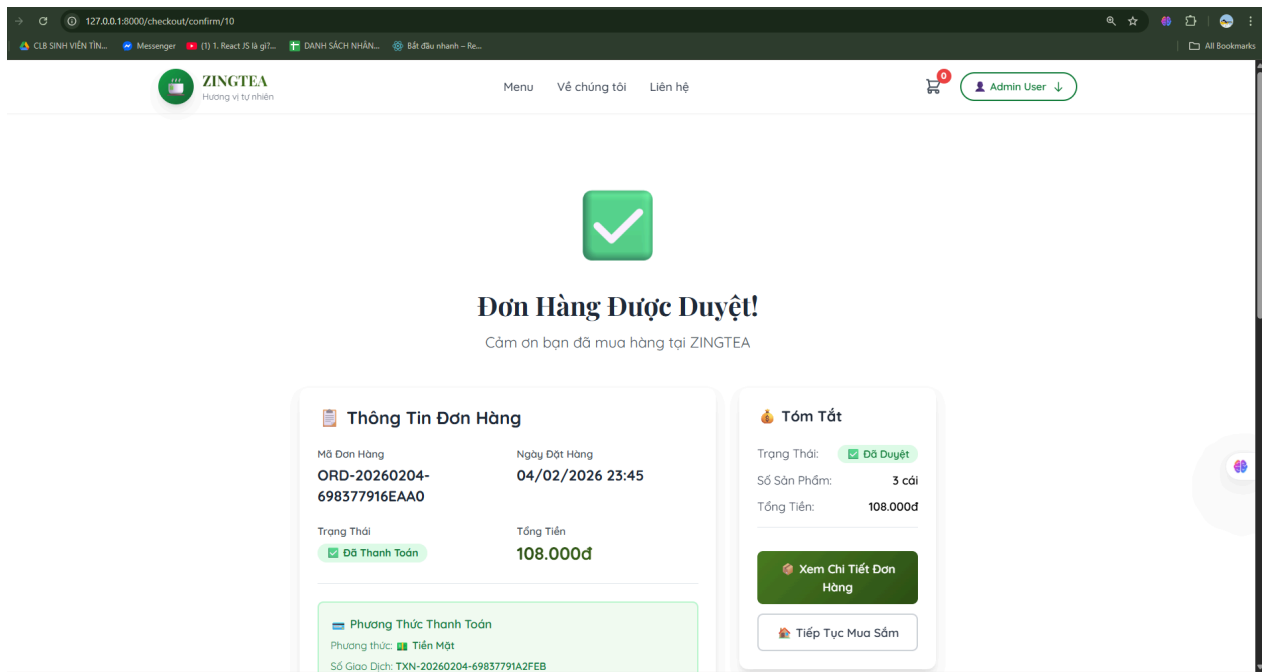 127.0.0.1:8000/checkout/confirm/10
CLB SINH VIÊN TÌN...
Messenger
(1) 1. React JS là gì?...
DANH SÁCH NHÂN...
Bắt đầu nhanh – Re...
All Bookmarks
ZINGTEA
Hương vị tự nhiên
Menu
Về chúng tôi
Liên hệ
0
Admin User ↓
Đơn Hàng Được Duyệt!
Cảm ơn bạn đã mua hàng tại ZINGTEA
Thông Tin Đơn Hàng
Mã Đơn Hàng
ORD-20260204-
698377916EAA0
Ngày Đặt Hàng
04/02/2026 23:45
Trạng Thái
Đã Thanh Toán
Tổng Tiền
108.000đ
Phương Thức Thanh Toán
Phương thức: Tiền Mặt
Số Giao Dịch: TXN-20260204-69837791A2FEB
Tóm Tắt
Trạng Thái: Đã Duyệt
Số Sản Phẩm: 3 cái
Tổng Tiền: 108.000đ
Xem Chi Tiết Đơn
Hàng
Tiếp Tục Mua Sắm